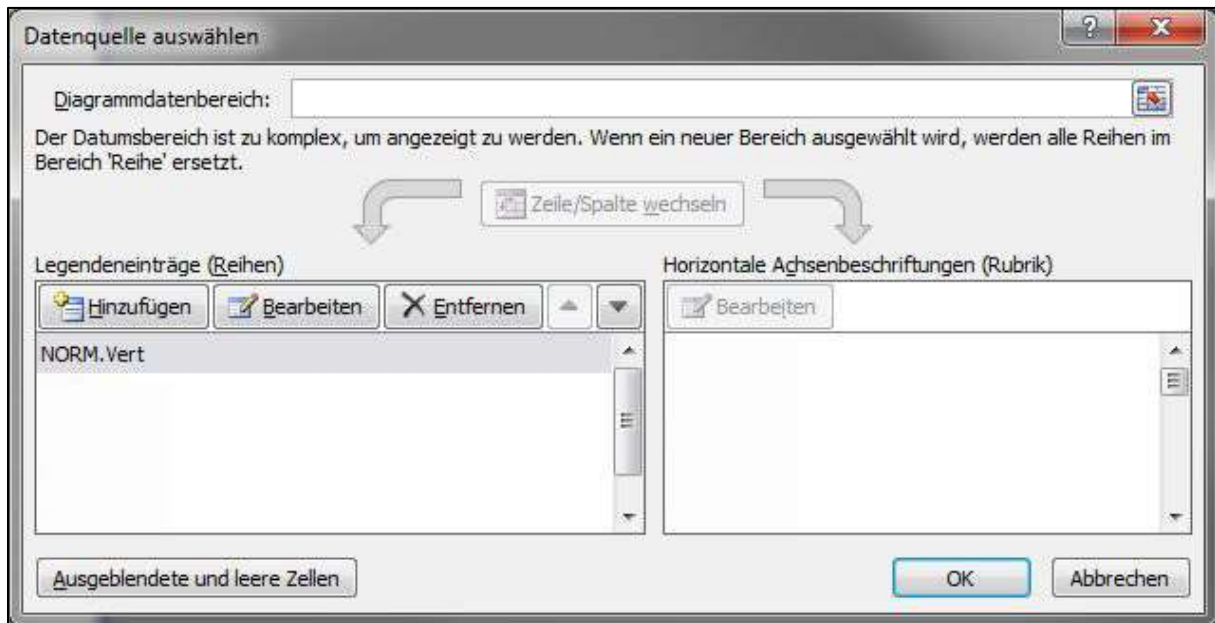 Datenquelle auswählen
?
X
Diagrammdatenbereich:
Der Datumsbereich ist zu komplex, um angezeigt zu werden. Wenn ein neuer Bereich ausgewählt wird, werden alle Reihen im
Bereich 'Reihe' ersetzt.
Zeile/Spalte wechseln
Legendeneinträge (Reihen)
Hinzufügen Bearbeiten Entfernen
NORM.Vert
Horizontale Achsenbeschriftungen (Rubrik)
Bearbeiten
Ausgeblendete und leere Zellen
OK Abbrechen